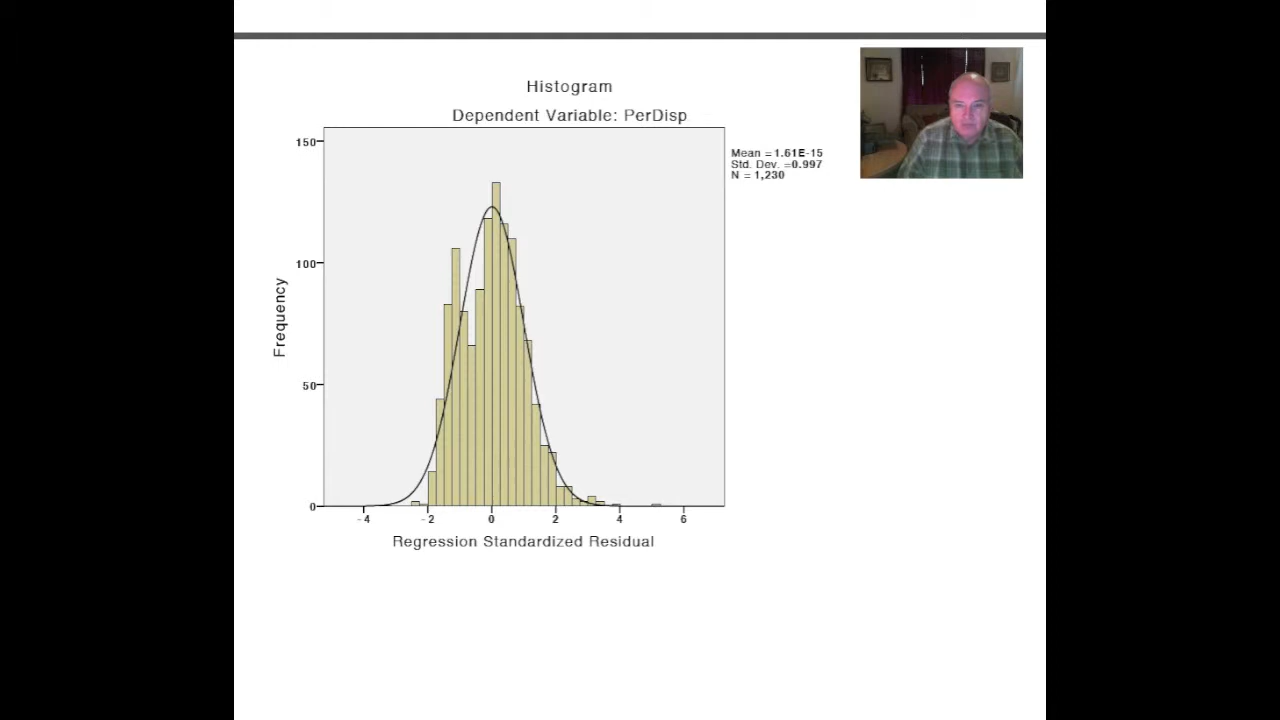 Histogram
Dependent Variable: PerDisp
Mean =1.61E-15
Std. Dev. =0.997
N = 1,230
150
100
50
0
Frequency
-4
-2
0
2
4
6
Regression Standardized Residual